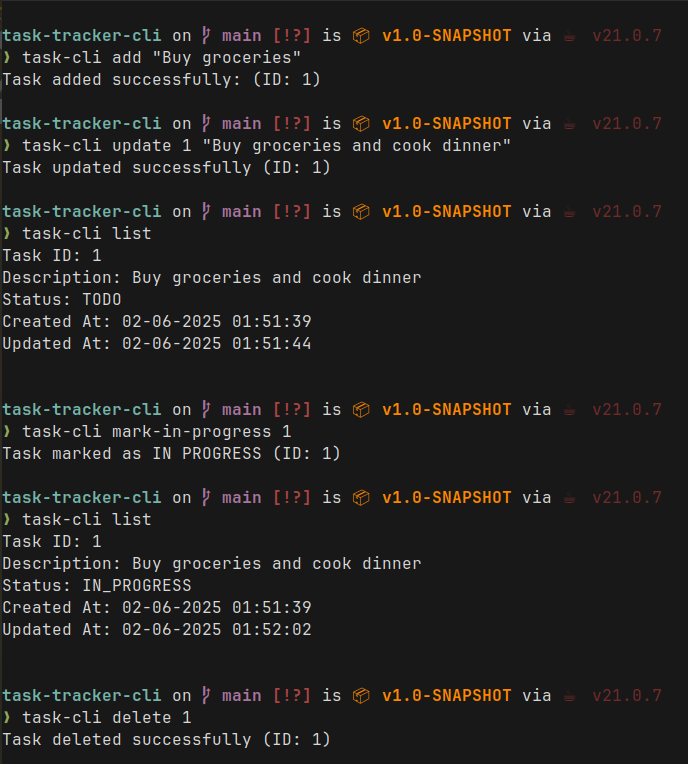 task-tracker-cli on main [!?] is 📦 v1.0-SNAPSHOT via ☕ v21.0.7
❯ task-cli add "Buy groceries"
Task added successfully: (ID: 1)
task-tracker-cli on main [!?] is 📦 v1.0-SNAPSHOT via ☕ v21.0.7
❯ task-cli update 1 "Buy groceries and cook dinner"
Task updated successfully (ID: 1)
task-tracker-cli on main [!?] is 📦 v1.0-SNAPSHOT via ☕ v21.0.7
❯ task-cli list
Task ID: 1
Description: Buy groceries and cook dinner
Status: TODO
Created At: 02-06-2025 01:51:39
Updated At: 02-06-2025 01:51:44
task-tracker-cli on main [!?] is 📦 v1.0-SNAPSHOT via ☕ v21.0.7
❯ task-cli mark-in-progress 1
Task marked as IN PROGRESS (ID: 1)
task-tracker-cli on main [!?] is 📦 v1.0-SNAPSHOT via ☕ v21.0.7
❯ task-cli list
Task ID: 1
Description: Buy groceries and cook dinner
Status: IN_PROGRESS
Created At: 02-06-2025 01:51:39
Updated At: 02-06-2025 01:52:02
task-tracker-cli on main [!?] is 📦 v1.0-SNAPSHOT via ☕ v21.0.7
❯ task-cli delete 1
Task deleted successfully (ID: 1)